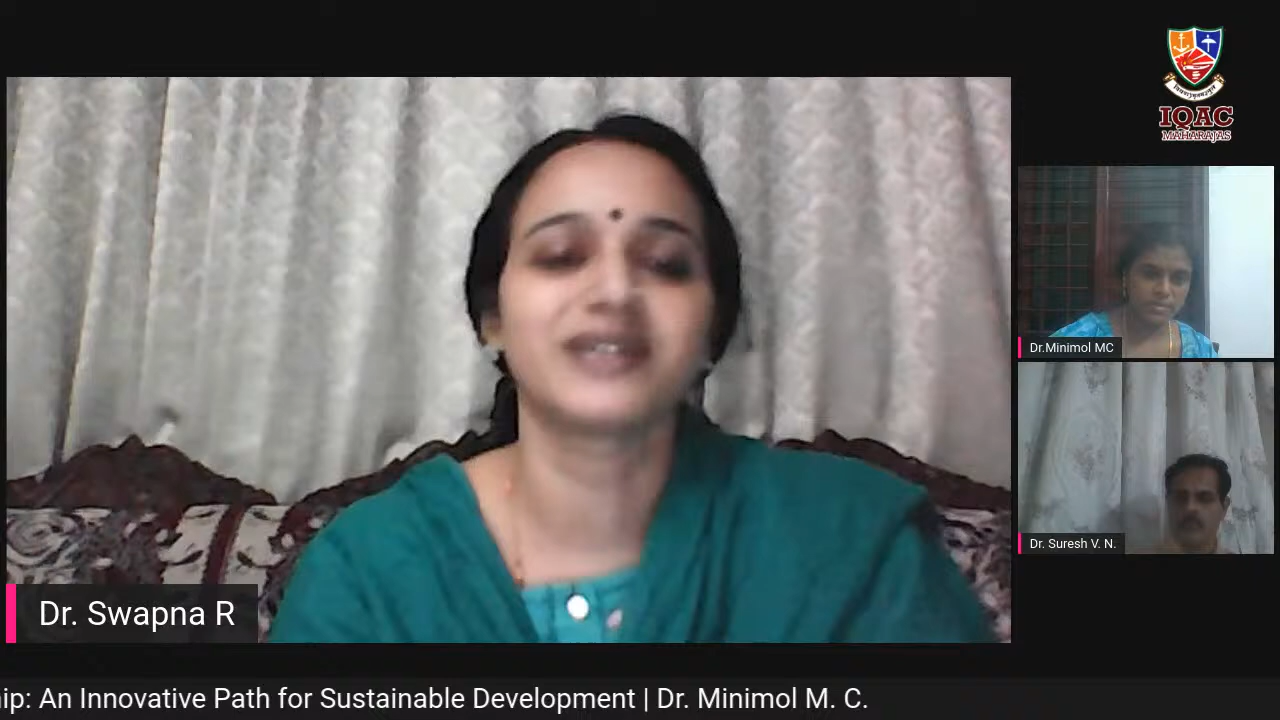 IQAC
MAHARAJAS
Dr.Minimol MC
Dr. Suresh V. N.
Dr. Swapna R
ip: An Innovative Path for Sustainable Development | Dr. Minimol M. C.